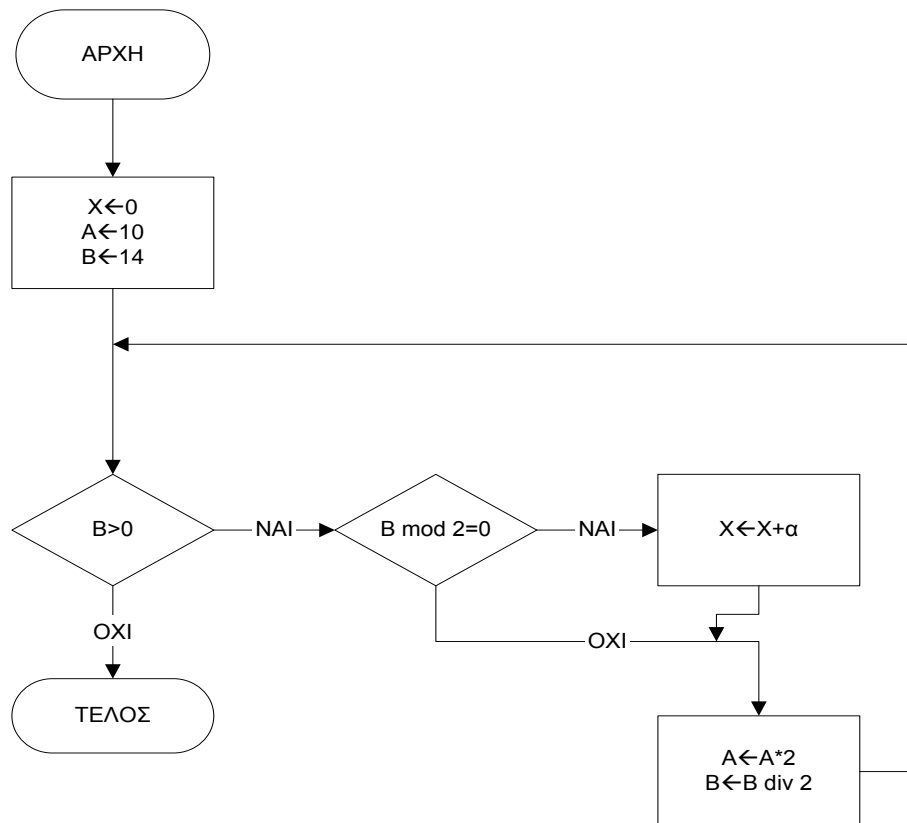 ΑΡΧΗ
Χ←0
Α←10
Β←14
Β>0
ΝΑΙ
Β mod 2=0
ΝΑΙ
Χ←Χ+α
ΟΧΙ
ΟΧΙ
ΤΕΛΟΣ
Α←Α*2
Β←Β div 2